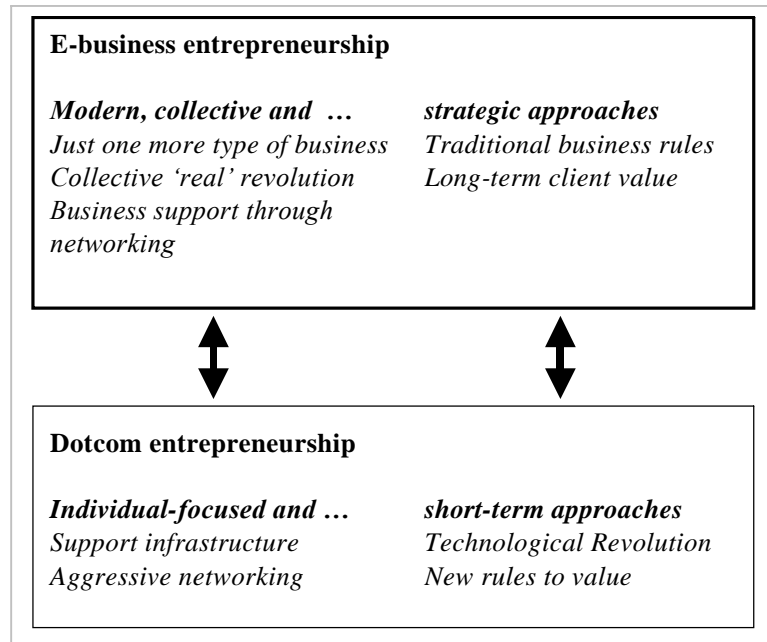 E-business entrepreneurship
Modern, collective and …
Just one more type of business
Collective ‘real’ revolution
Business support through
networking
strategic approaches
Traditional business rules
Long-term client value
Dotcom entrepreneurship
Individual-focused and …
Support infrastructure
Aggressive networking
short-term approaches
Technological Revolution
New rules to value